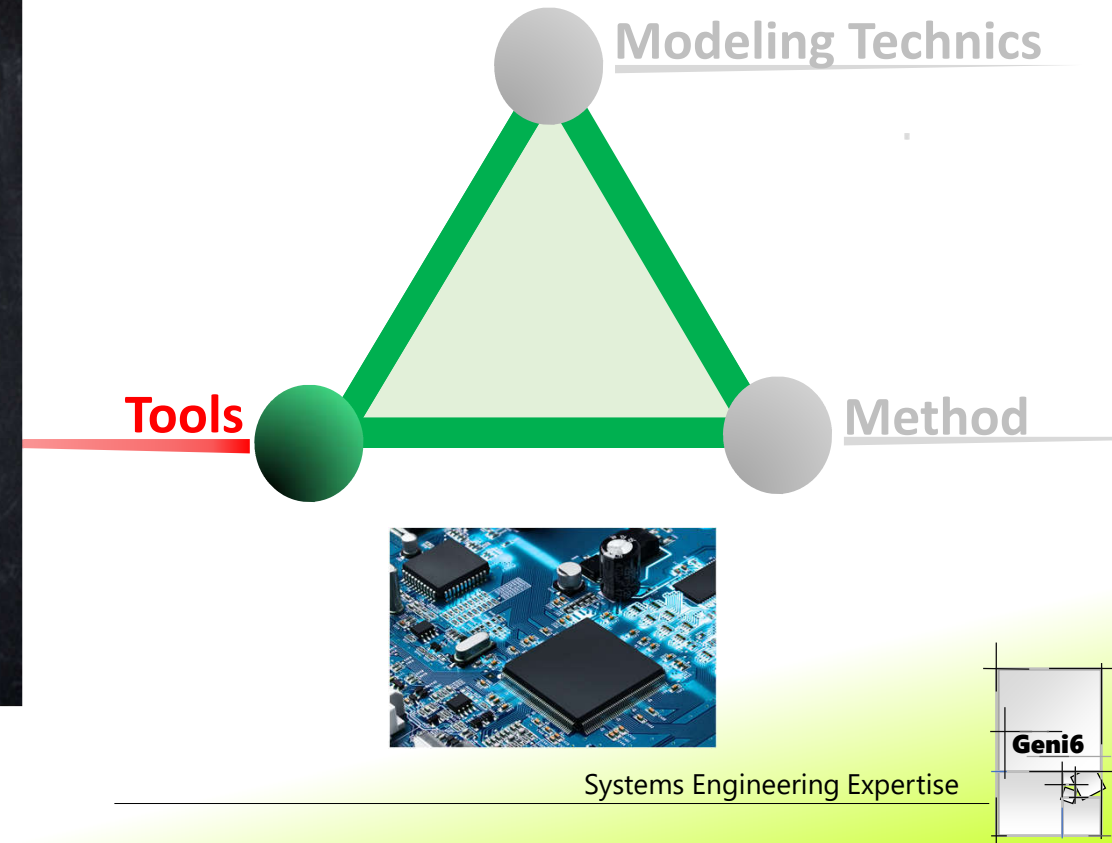 Modeling Technics
Tools
Method
Systems Engineering Expertise
Geni6